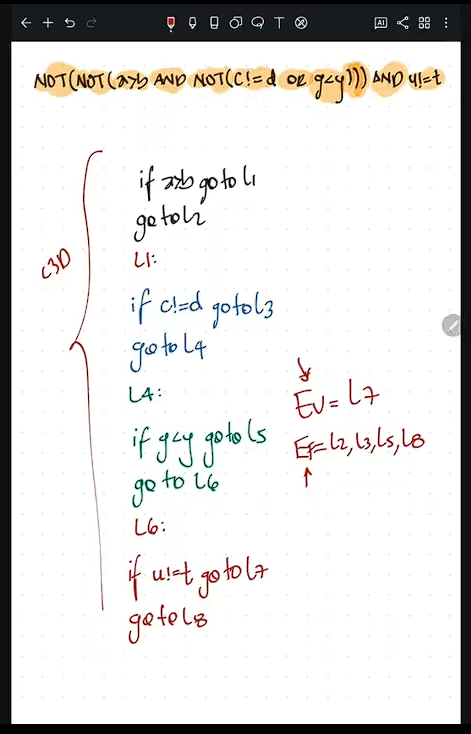 NOT(NOT(a>b AND NOT(c!=d OR g<y))) AND u!=t
if a>b goto L1
goto L2
L1:
C3D
if c!=d goto L3
goto L4
L4:
EV = L7
if g<y goto L5
EF = L2, L3, L5, L8
goto L6
L6:
if u!=t goto L7
goto L8